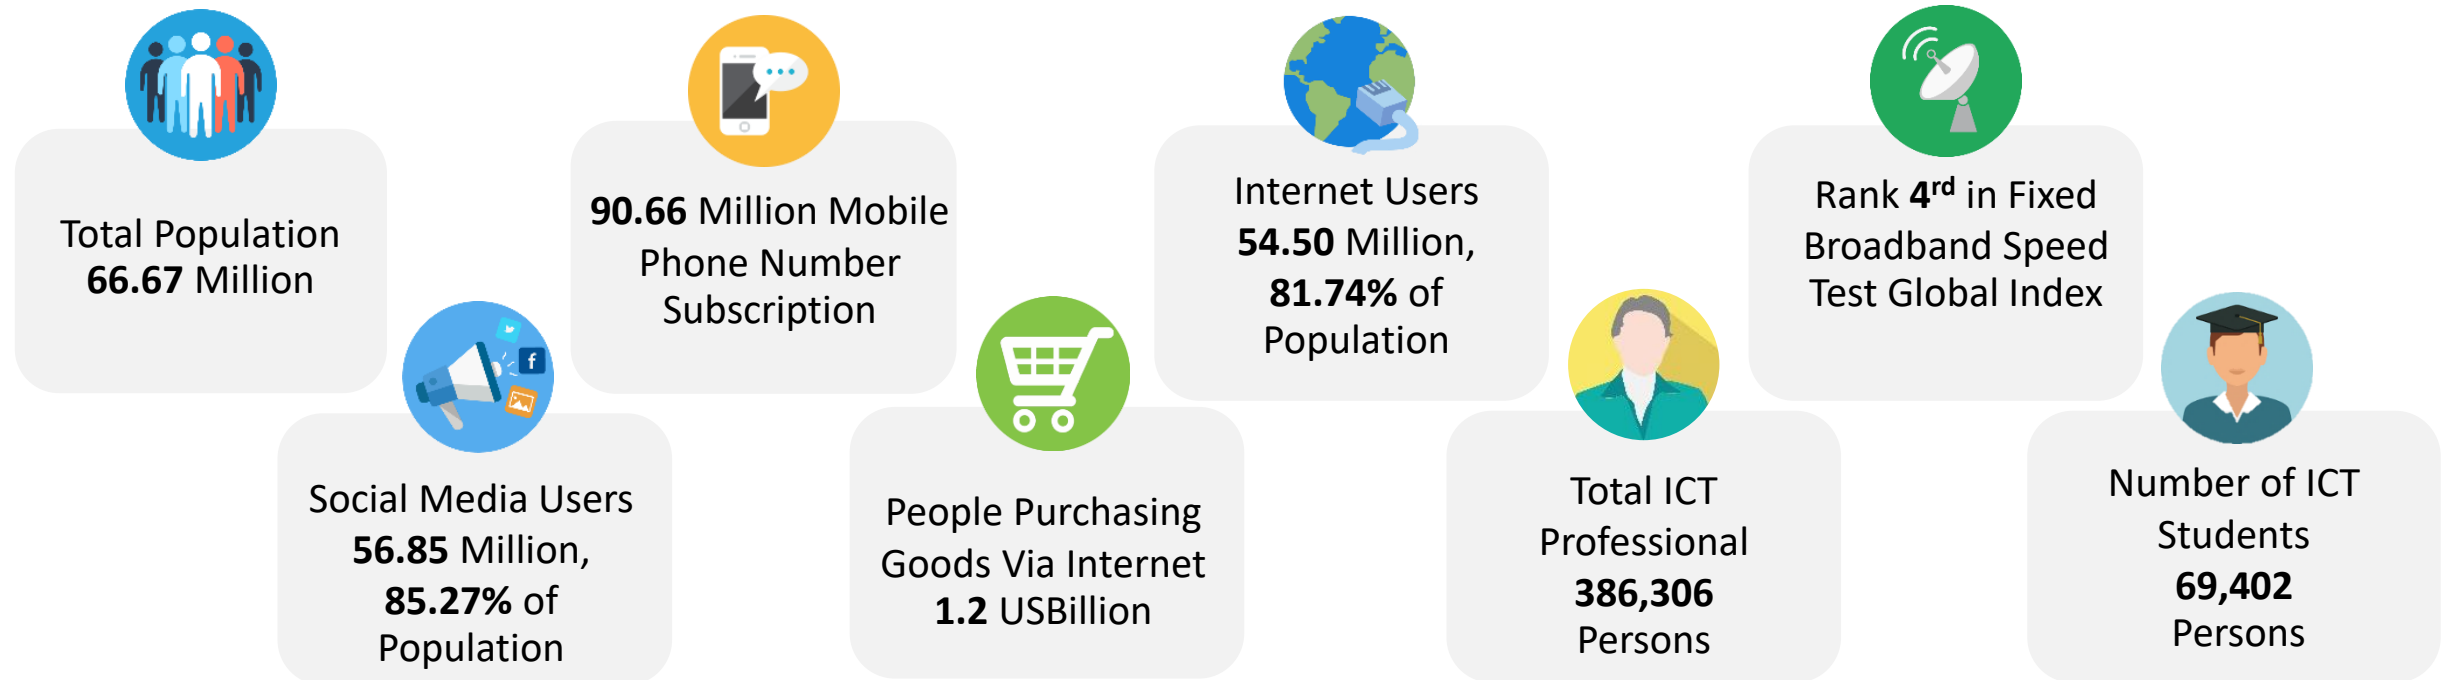 Total Population
66.67 Million
Social Media Users
56.85 Million,
85.27% of
Population
90.66 Million Mobile
Phone Number
Subscription
People Purchasing
Goods Via Internet
1.2 USBillion
Internet Users
54.50 Million,
81.74% of
Population
Total ICT
Professional
386,306
Persons
Rank 4rd in Fixed
Broadband Speed
Test Global Index
Number of ICT
Students
69,402
Persons
f